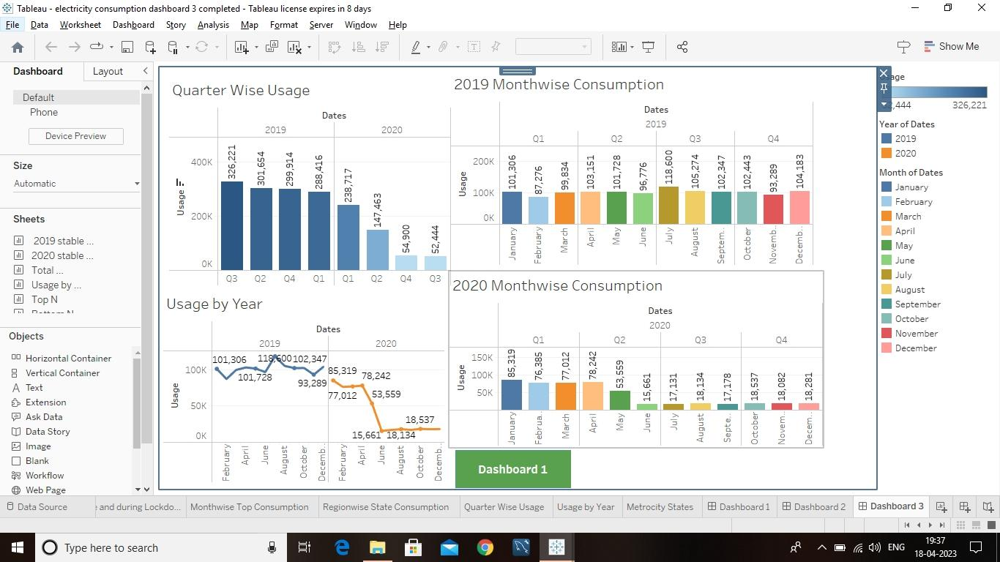 Tableau - electricity consumption dashboard 3 completed - Tableau license expires in 8 days
File Data Worksheet Dashboard Story Analysis Map Format Server Window Help
Show Me
Dashboard Layout
Default
Phone
Device Preview
Size
Automatic
Sheets
2019 stable ...
2020 stable ...
Total ...
Usage by ...
Top N
Objects
Horizontal Container
Vertical Container
Text
Extension
Ask Data
Data Story
Image
Blank
Workflow
Web Page
Quarter Wise Usage
Dates
2019 2020
Usage
400K
200K
0K
326,221 301,654 299,914 288,416 238,717 147,463 54,900 52,444
Q3 Q2 Q4 Q1 Q1 Q2 Q4 Q3
2019 Monthwise Consumption
Dates
2019
Q1 Q2 Q3 Q4
Usage
200K
100K
0K
101,306 87,276 99,834 103,151 101,728 96,776 118,600 105,274 102,347 102,443 93,289 104,183
January February March April May June July August Septem.. October Novemb.. Decemb..
Usage by Year
Dates
2019 2020
Usage
100K
50K
0K
101,306 118,600 102,347
101,728 93,289
85,319 78,242
77,012 53,559
18,537
15,661 18,134
February April June August October Decemb.. February April June August October Decemb..
2020 Monthwise Consumption
Dates
2020
Q1 Q2 Q3 Q4
Usage
150K
100K
50K
85,319 76,385 77,012 78,242 53,559 15,661 17,131 18,134 17,178 18,537 18,082 18,281
January Februa.. March April May June July August Septe.. October Novem.. Decem..
Dashboard 1
326,221
Year of Dates
2019
2020
Month of Dates
January
February
March
April
May
June
July
August
September
October
November
December
Data Source e and during Lockdo... Monthwise Top Consumption Regionwise State Consumption Quarter Wise Usage Usage by Year Metrocity States Dashboard 1 Dashboard 2 Dashboard 3
Type here to search
ENG
19:37
18-04-2023